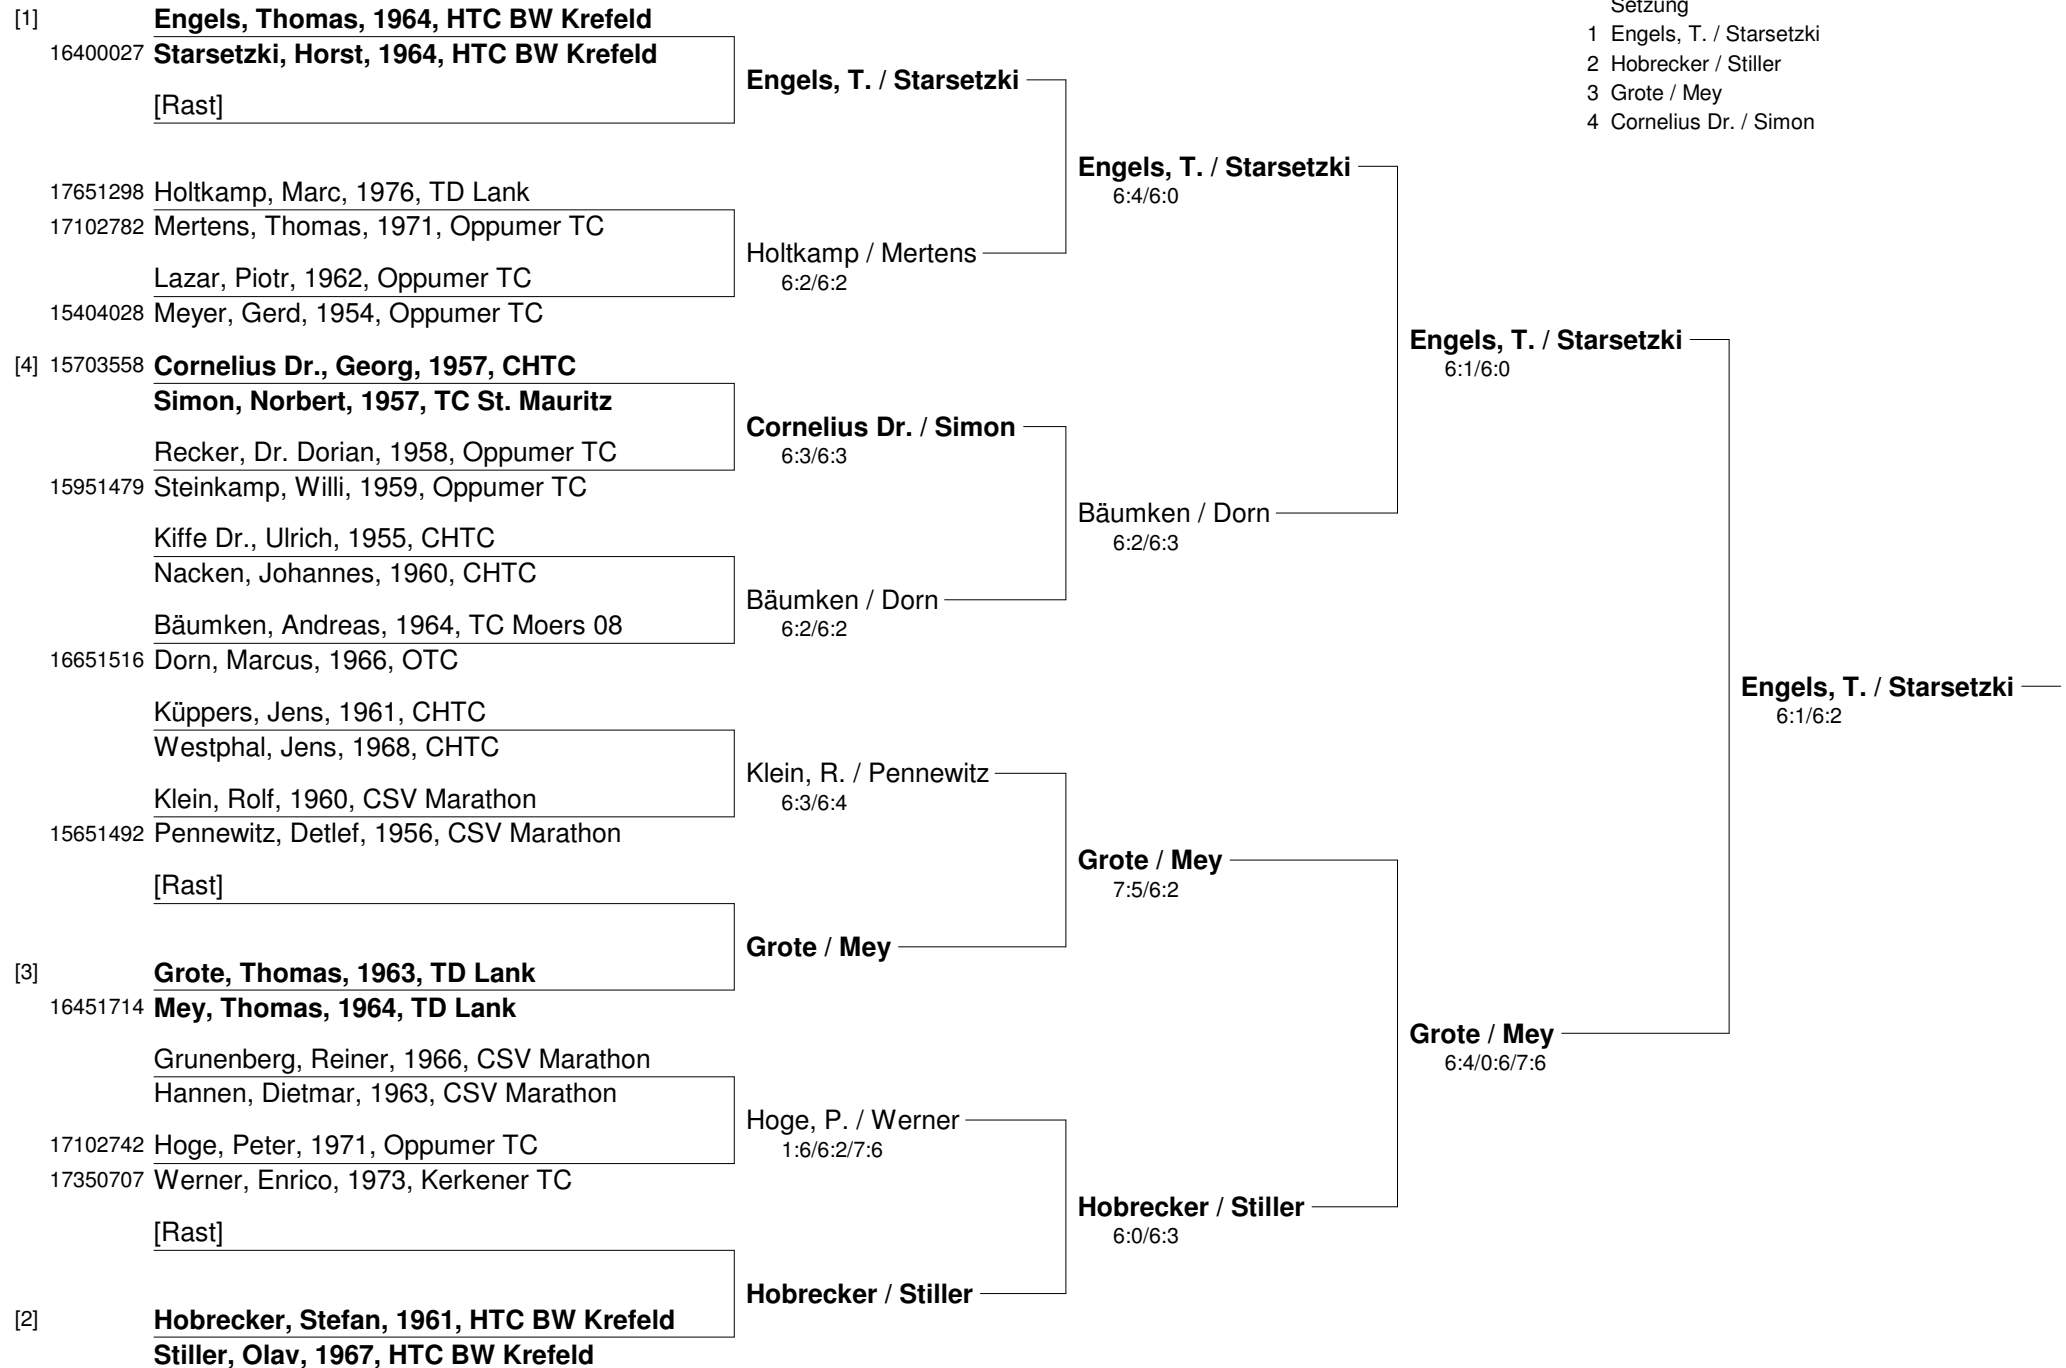 Setzung
1 Engels, T. / Starsetzki
2 Hobrecker / Stiller
3 Grote / Mey
4 Cornelius Dr. / Simon
[1] Engels, Thomas, 1964, HTC BW Krefeld
16400027 Starsetzki, Horst, 1964, HTC BW Krefeld
[Rast]
17651298 Holtkamp, Marc, 1976, TD Lank
17102782 Mertens, Thomas, 1971, Oppumer TC
Lazar, Piotr, 1962, Oppumer TC
15404028 Meyer, Gerd, 1954, Oppumer TC
[4] 15703558 Cornelius Dr., Georg, 1957, CHTC
Simon, Norbert, 1957, TC St. Mauritz
Recker, Dr. Dorian, 1958, Oppumer TC
15951479 Steinkamp, Willi, 1959, Oppumer TC
Kiffe Dr., Ulrich, 1955, CHTC
Nacken, Johannes, 1960, CHTC
Bäumken, Andreas, 1964, TC Moers 08
16651516 Dorn, Marcus, 1966, OTC
Küppers, Jens, 1961, CHTC
Westphal, Jens, 1968, CHTC
Klein, Rolf, 1960, CSV Marathon
15651492 Pennewitz, Detlef, 1956, CSV Marathon
[Rast]
[3] Grote, Thomas, 1963, TD Lank
16451714 Mey, Thomas, 1964, TD Lank
Grunenberg, Reiner, 1966, CSV Marathon
Hannen, Dietmar, 1963, CSV Marathon
17102742 Hoge, Peter, 1971, Oppumer TC
17350707 Werner, Enrico, 1973, Kerkener TC
[Rast]
[2] Hobrecker, Stefan, 1961, HTC BW Krefeld
Stiller, Olav, 1967, HTC BW Krefeld
Engels, T. / Starsetzki
Holtkamp / Mertens
6:2/6:2
Cornelius Dr. / Simon
6:3/6:3
Bäumken / Dorn
6:2/6:2
Klein, R. / Pennewitz
6:3/6:4
Grote / Mey
Hoge, P. / Werner
1:6/6:2/7:6
Hobrecker / Stiller
Engels, T. / Starsetzki
6:4/6:0
Bäumken / Dorn
6:2/6:3
Grote / Mey
7:5/6:2
Hobrecker / Stiller
6:0/6:3
Engels, T. / Starsetzki
6:1/6:0
Grote / Mey
6:4/0:6/7:6
Engels, T. / Starsetzki
6:1/6:2